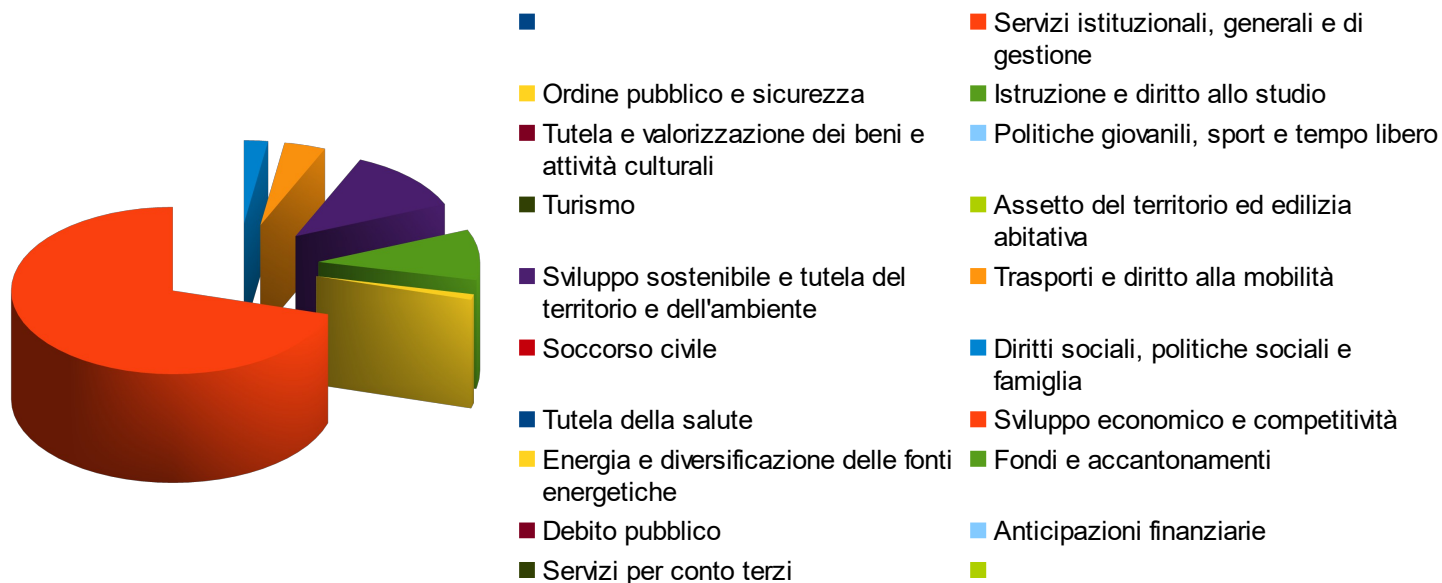 Servizi istituzionali, generali e di
gestione
Ordine pubblico e sicurezza
Istruzione e diritto allo studio
Tutela e valorizzazione dei beni e
attività culturali
Politiche giovanili, sport e tempo libero
Turismo
Assetto del territorio ed edilizia
abitativa
Sviluppo sostenibile e tutela del
territorio e dell'ambiente
Trasporti e diritto alla mobilità
Soccorso civile
Diritti sociali, politiche sociali e
famiglia
Tutela della salute
Sviluppo economico e competitività
Energia e diversificazione delle fonti
energetiche
Fondi e accantonamenti
Debito pubblico
Anticipazioni finanziarie
Servizi per conto terzi